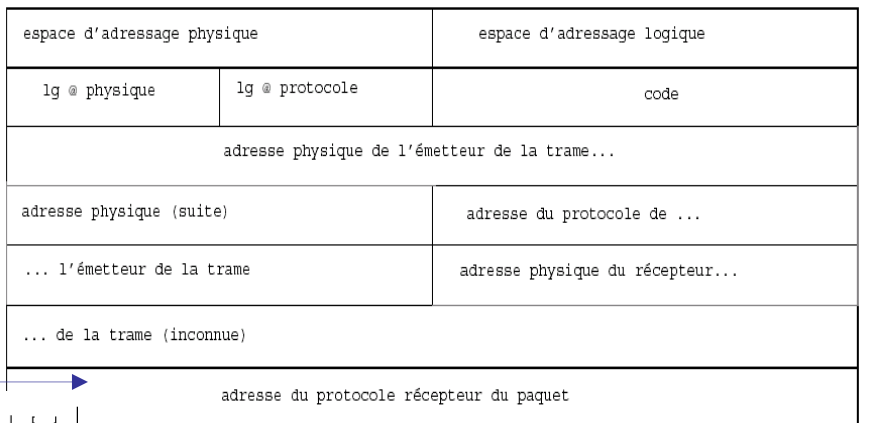 espace d'adressage physique
espace d'adressage logique
lg @ physique
lg @ protocole
code
adresse physique de l'émetteur de la trame...
adresse physique (suite)
adresse du protocole de ...
... l'émetteur de la trame
adresse physique du récepteur...
... de la trame (inconnue)
adresse du protocole récepteur du paquet